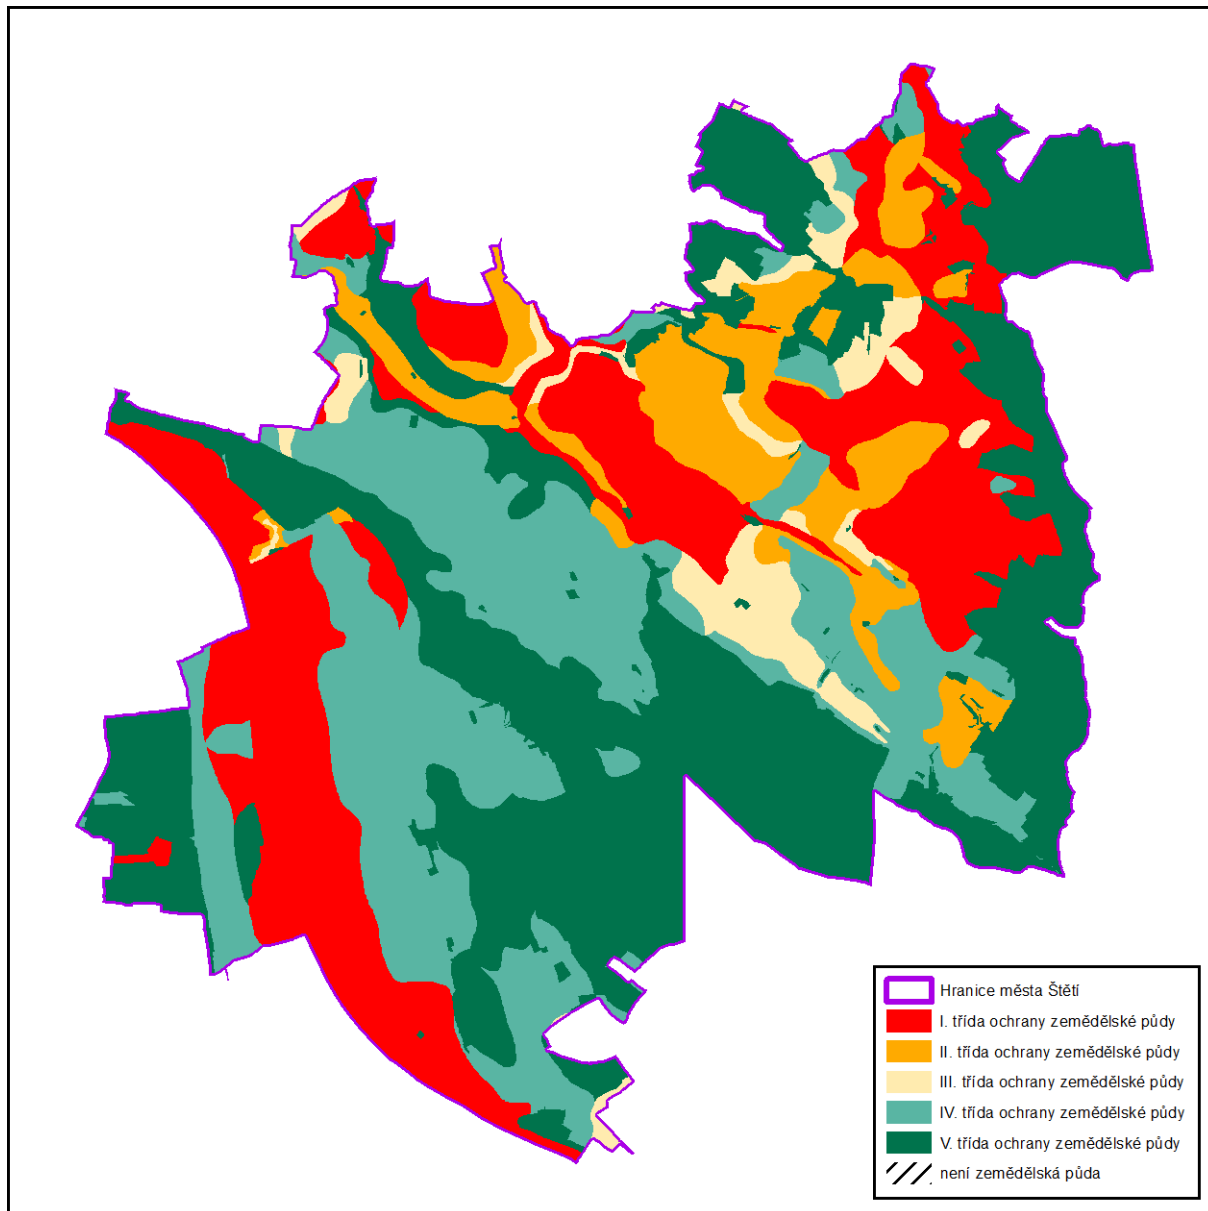 Hranice města Štětí
I. třída ochrany zemědělské půdy
II. třída ochrany zemědělské půdy
III. třída ochrany zemědělské půdy
IV. třída ochrany zemědělské půdy
V. třída ochrany zemědělské půdy
není zemědělská půda